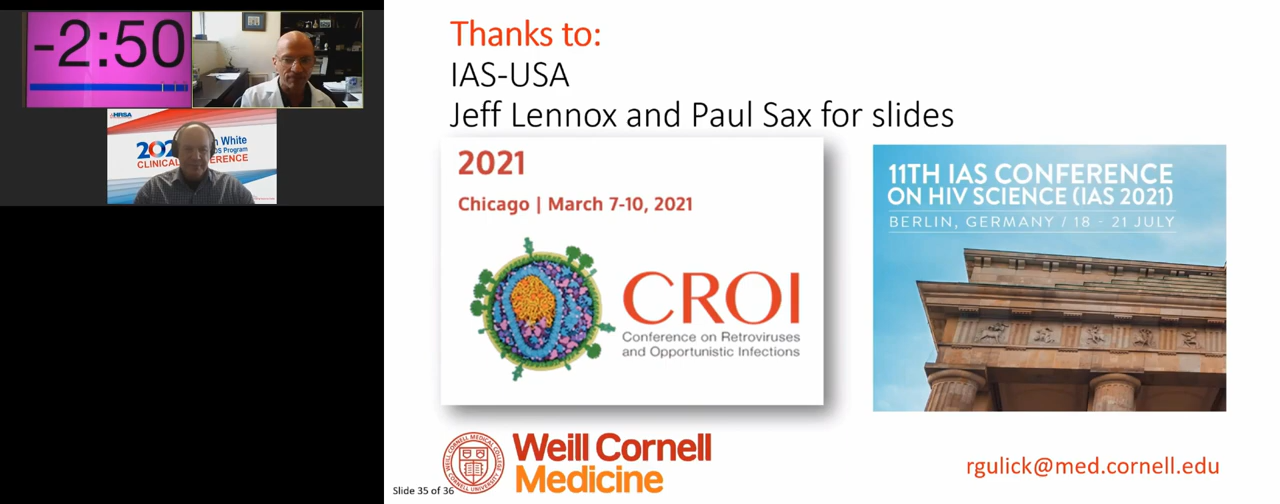 -2:50
HRSA
White
Program
CLINICAL
Thanks to:
IAS-USA
Jeff Lennox and Paul Sax for slides
2021
Chicago | March 7-10, 2021
CROI
Conference on Retroviruses
and Opportunistic Infections
11TH IAS CONFERENCE
ON HIV SCIENCE (IAS 2021)
BERLIN, GERMANY / 18 - 21 JULY
Weill Cornell
Medicine
rgulick@med.cornell.edu
Slide 35 of 36